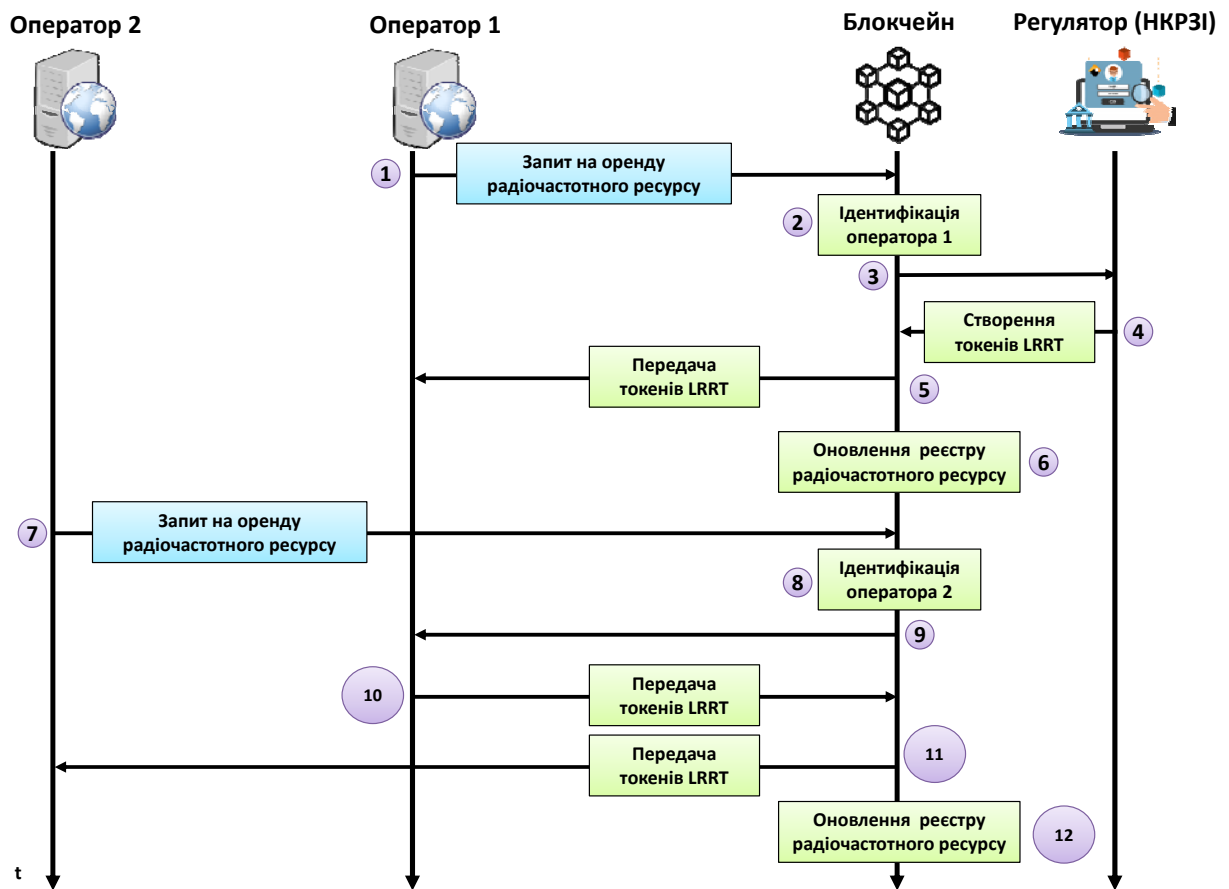 Оператор 2
Оператор 1
Блокчейн
Регулятор (НКРЗІ)
1
Запит на оренду
радіочастотного ресурсу
2
Ідентифікація
оператора 1
3
Створення
токенів LRRT
4
Передача
токенів LRRT
5
Оновлення реєстру
радіочастотного ресурсу
6
7
Запит на оренду
радіочастотного ресурсу
8
Ідентифікація
оператора 2
9
10
Передача
токенів LRRT
11
Передача
токенів LRRT
Оновлення реєстру
радіочастотного ресурсу
12
t